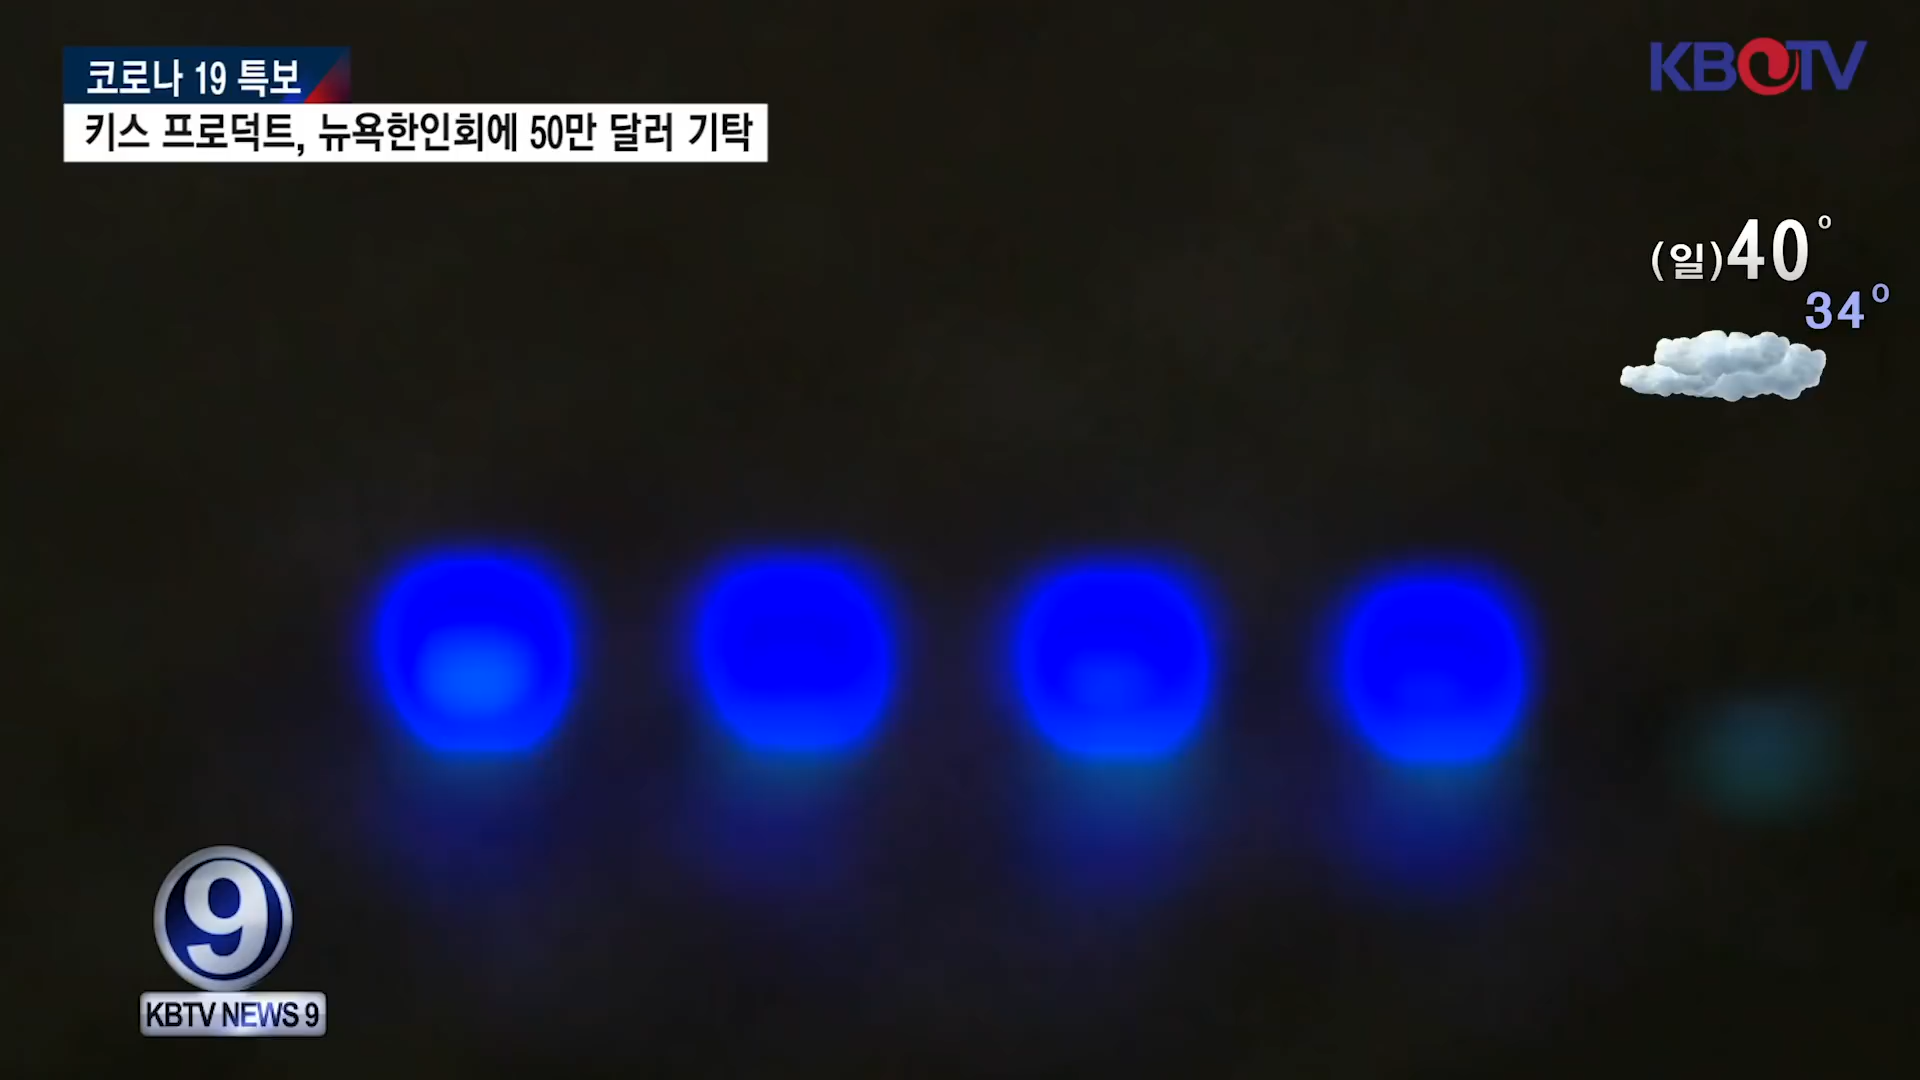 코로나 19 특보
키스 프로덕트, 뉴욕한인회에 50만 달러 기탁
KBTV
(일)40°
34°
9
KBTV NEWS 9